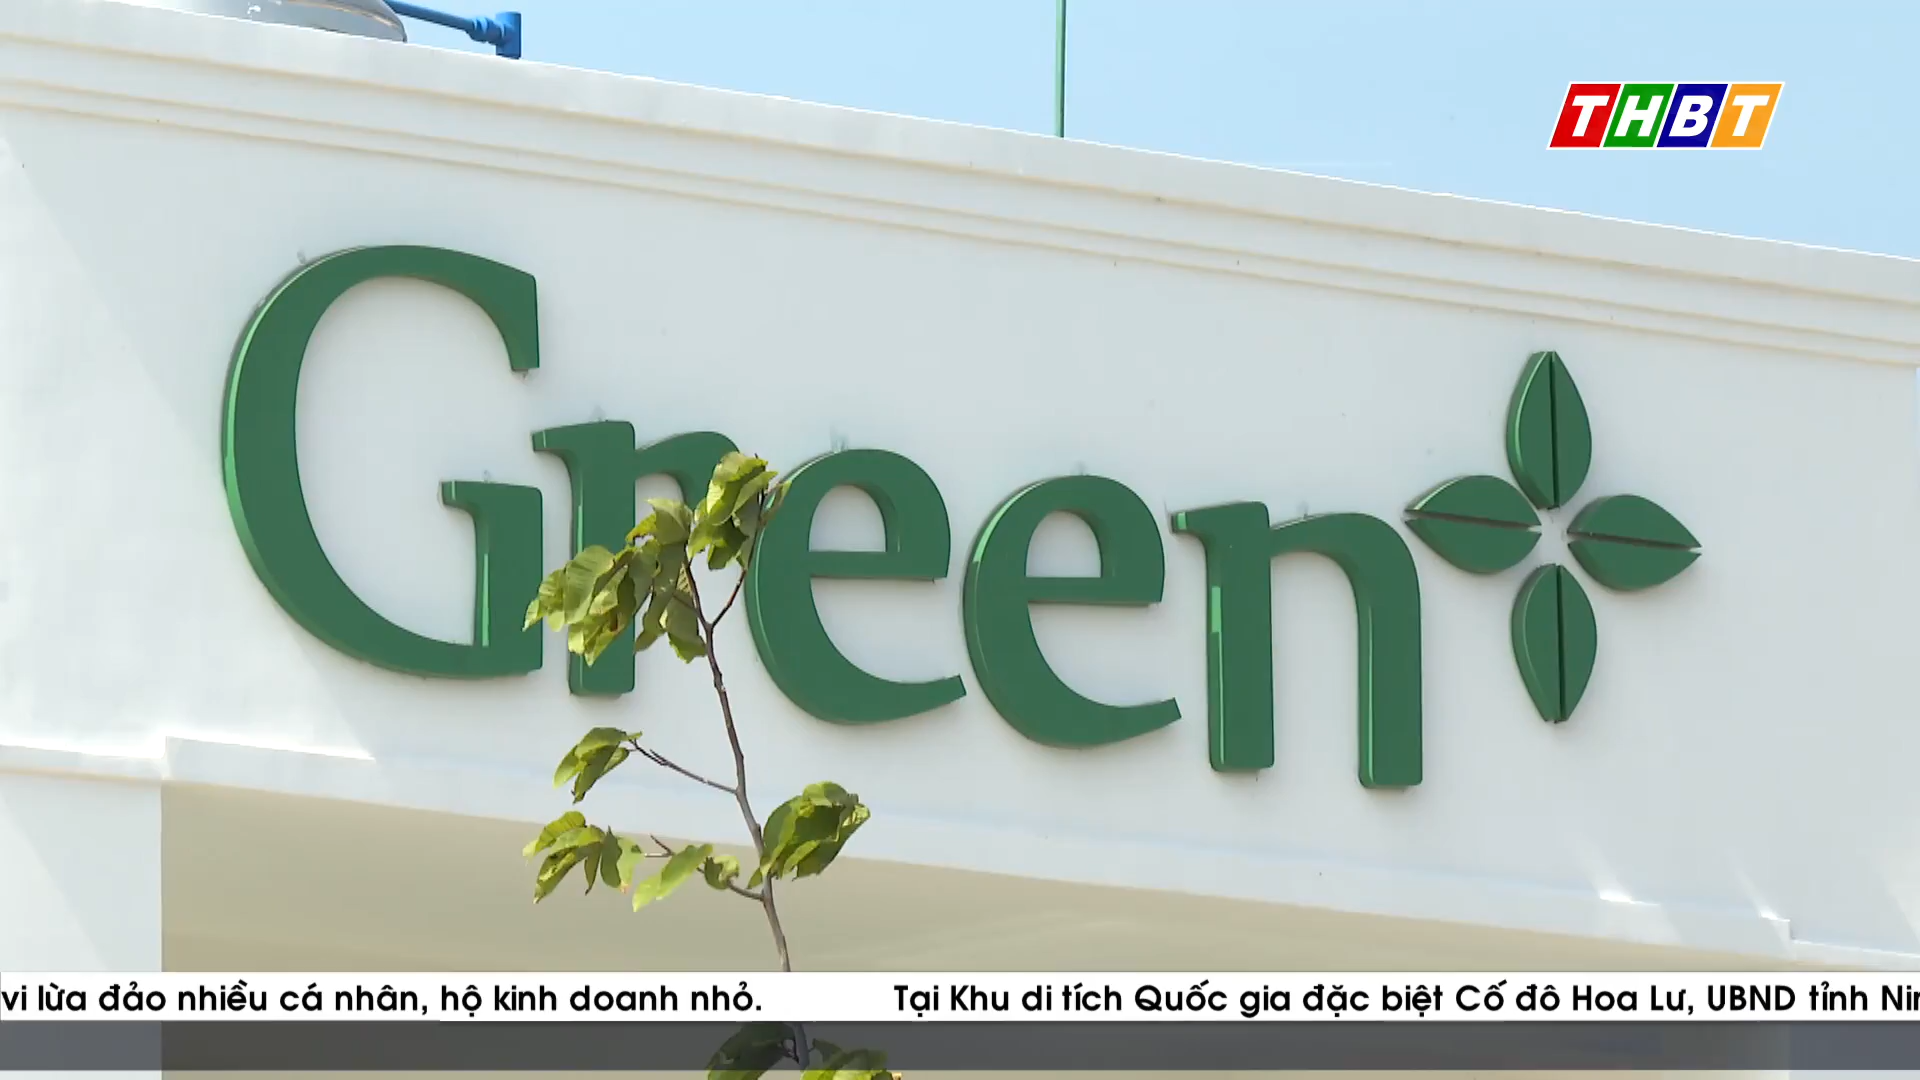 THBT
Green
vi lừa đảo nhiều cá nhân, hộ kinh doanh nhỏ. Tại Khu di tích Quốc gia đặc biệt Cố đô Hoa Lư, UBND tỉnh